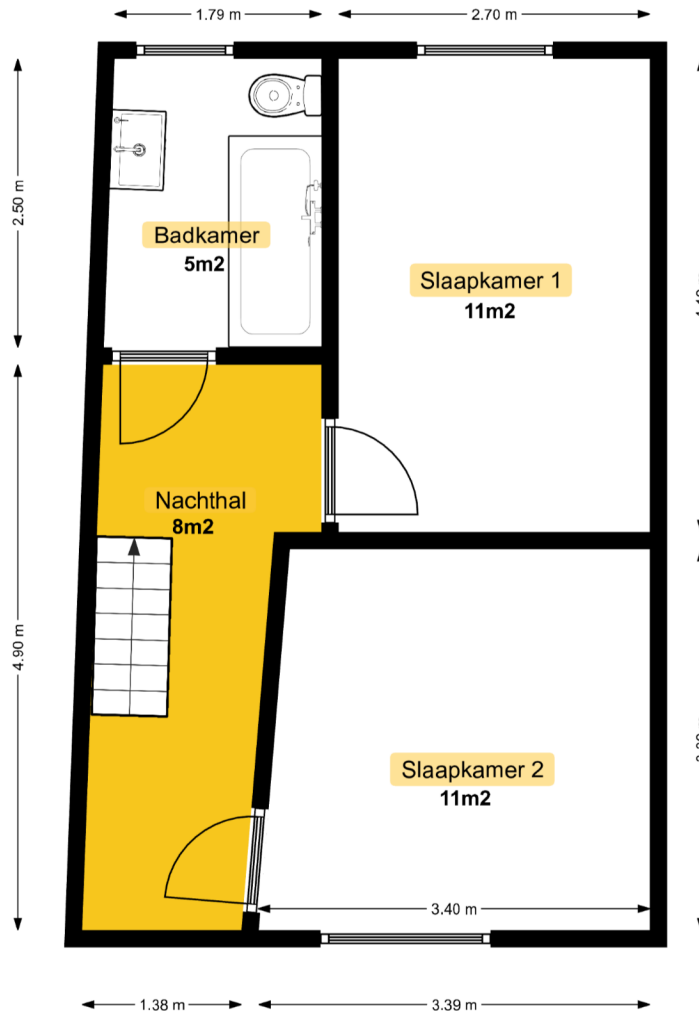 1.79 m
2.70 m
2.50 m
Badkamer
5m2
Slaapkamer 1
11m2
Nachthal
8m2
4.90 m
Slaapkamer 2
11m2
3.40 m
1.38 m
3.39 m